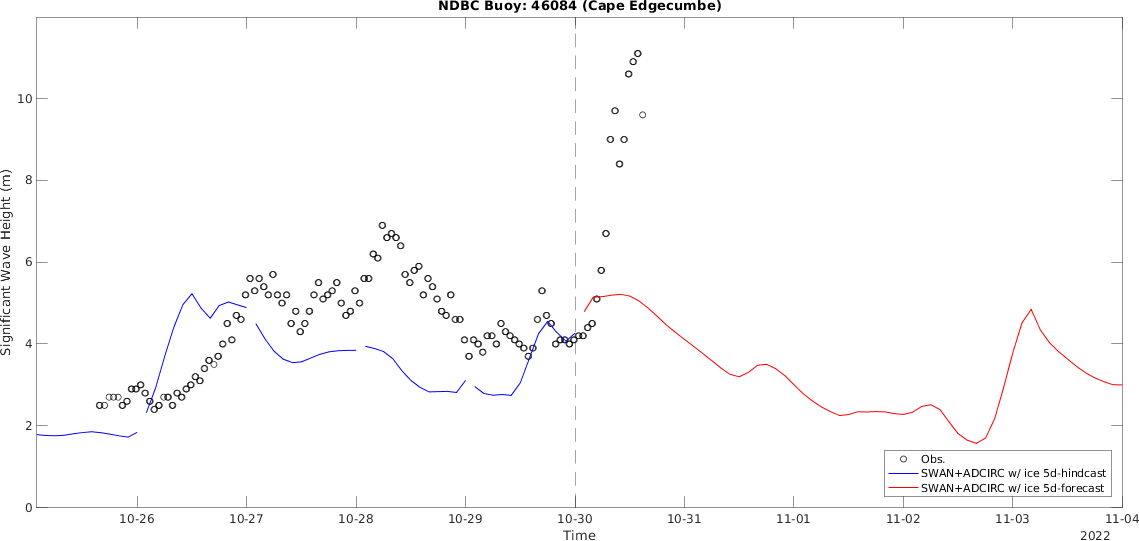 NDBC Buoy: 46084 (Cape Edgecumbe)
Significant Wave Height (m)
10
8
6
4
2
0
Obs.
SWAN+ADCIRC w/ ice 5d-hindcast
SWAN+ADCIRC w/ ice 5d-forecast
10-26 10-27 10-28 10-29 10-30 10-31 11-01 11-02 11-03 11-04
Time
2022